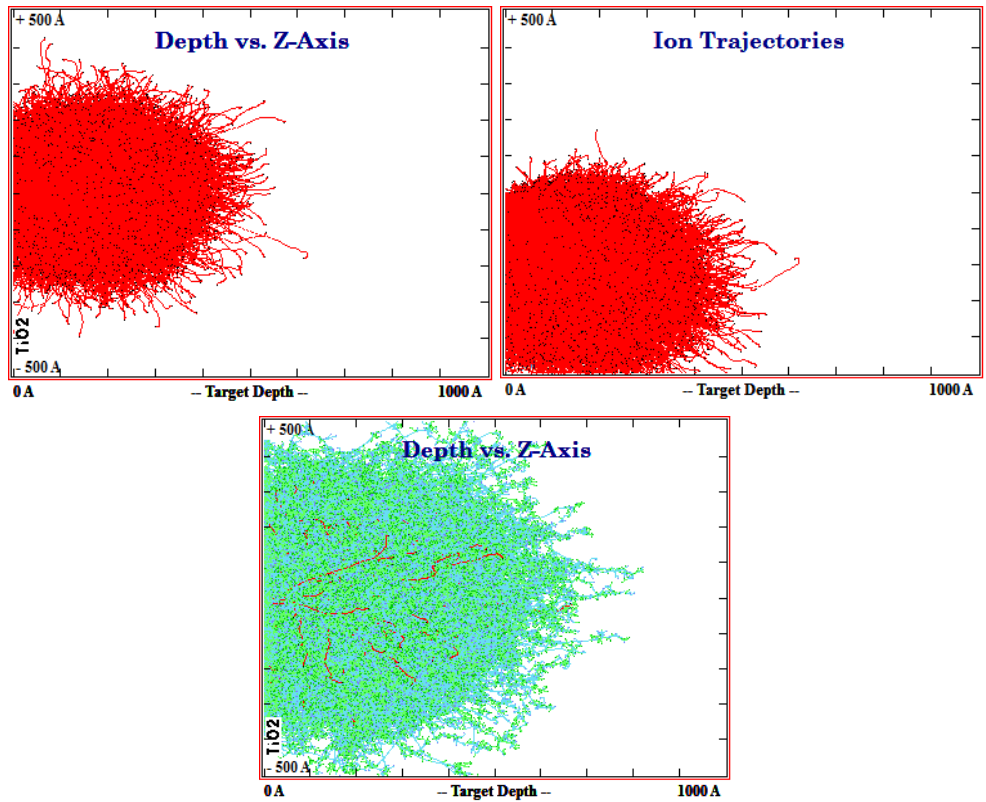 + 500 A
Depth vs. Z-Axis
TiO2
- 500 A
0 A
-- Target Depth --
1000 A
+ 500 A
Ion Trajectories
0 A
-- Target Depth --
1000 A
+ 500 A
Depth vs. Z-Axis
TiO2
- 500 A
0 A
-- Target Depth --
1000 A